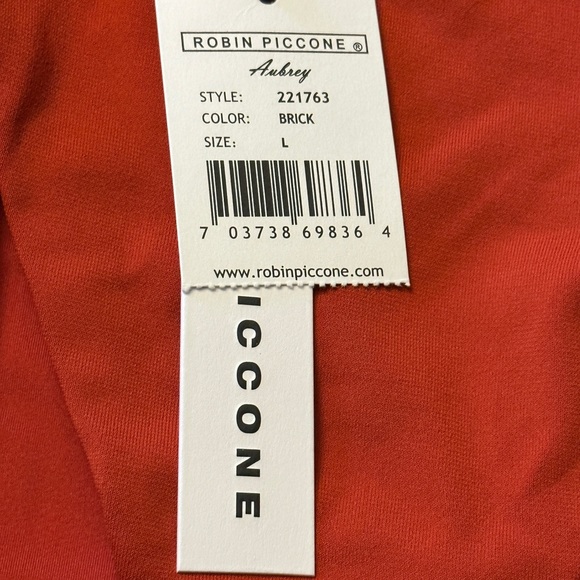 ROBIN PICCONE ®
Aubrey
STYLE: 221763
COLOR: BRICK
SIZE: L
7 03738 69836 4
www.robinpiccone.com
ICCONE